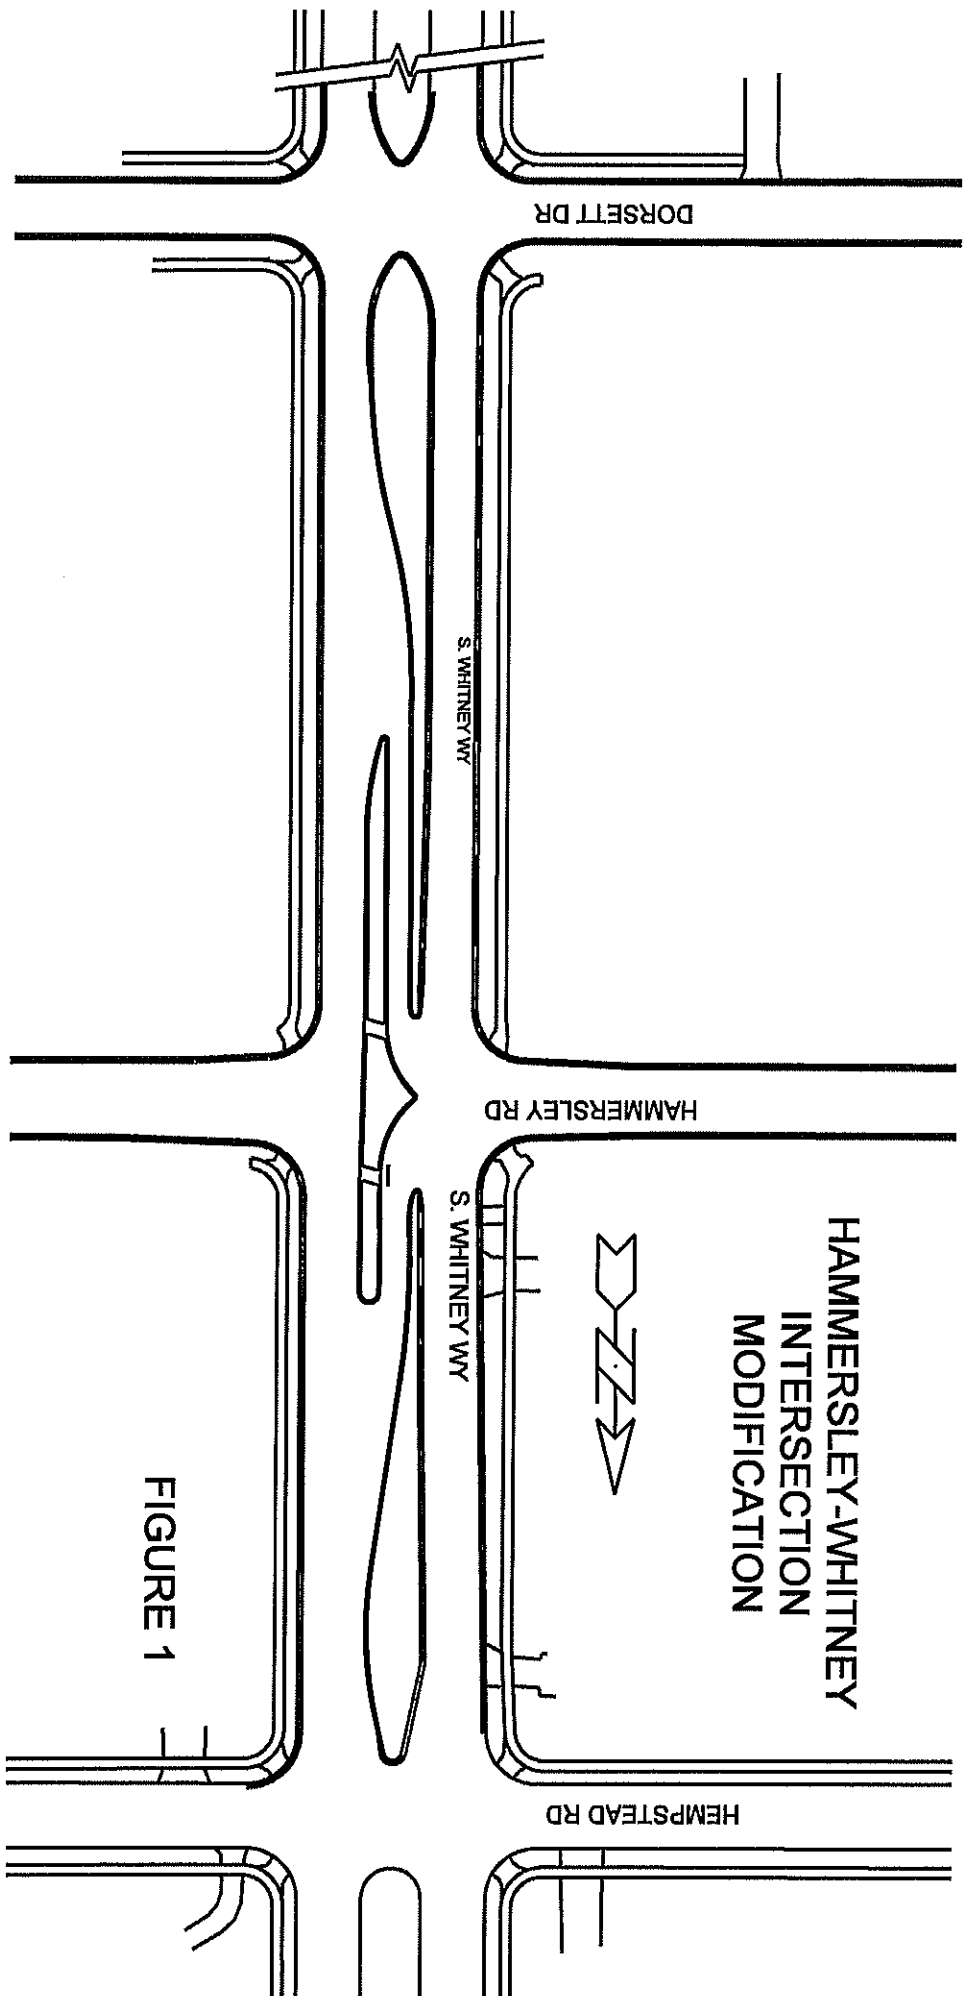 HAMMERSLEY-WHITNEY
INTERSECTION
MODIFICATION
DORSETT DR
S. WHITNEY WY
HAMMERSLEY RD
S. WHITNEY WY
HEMPSTEAD RD
FIGURE 1
N